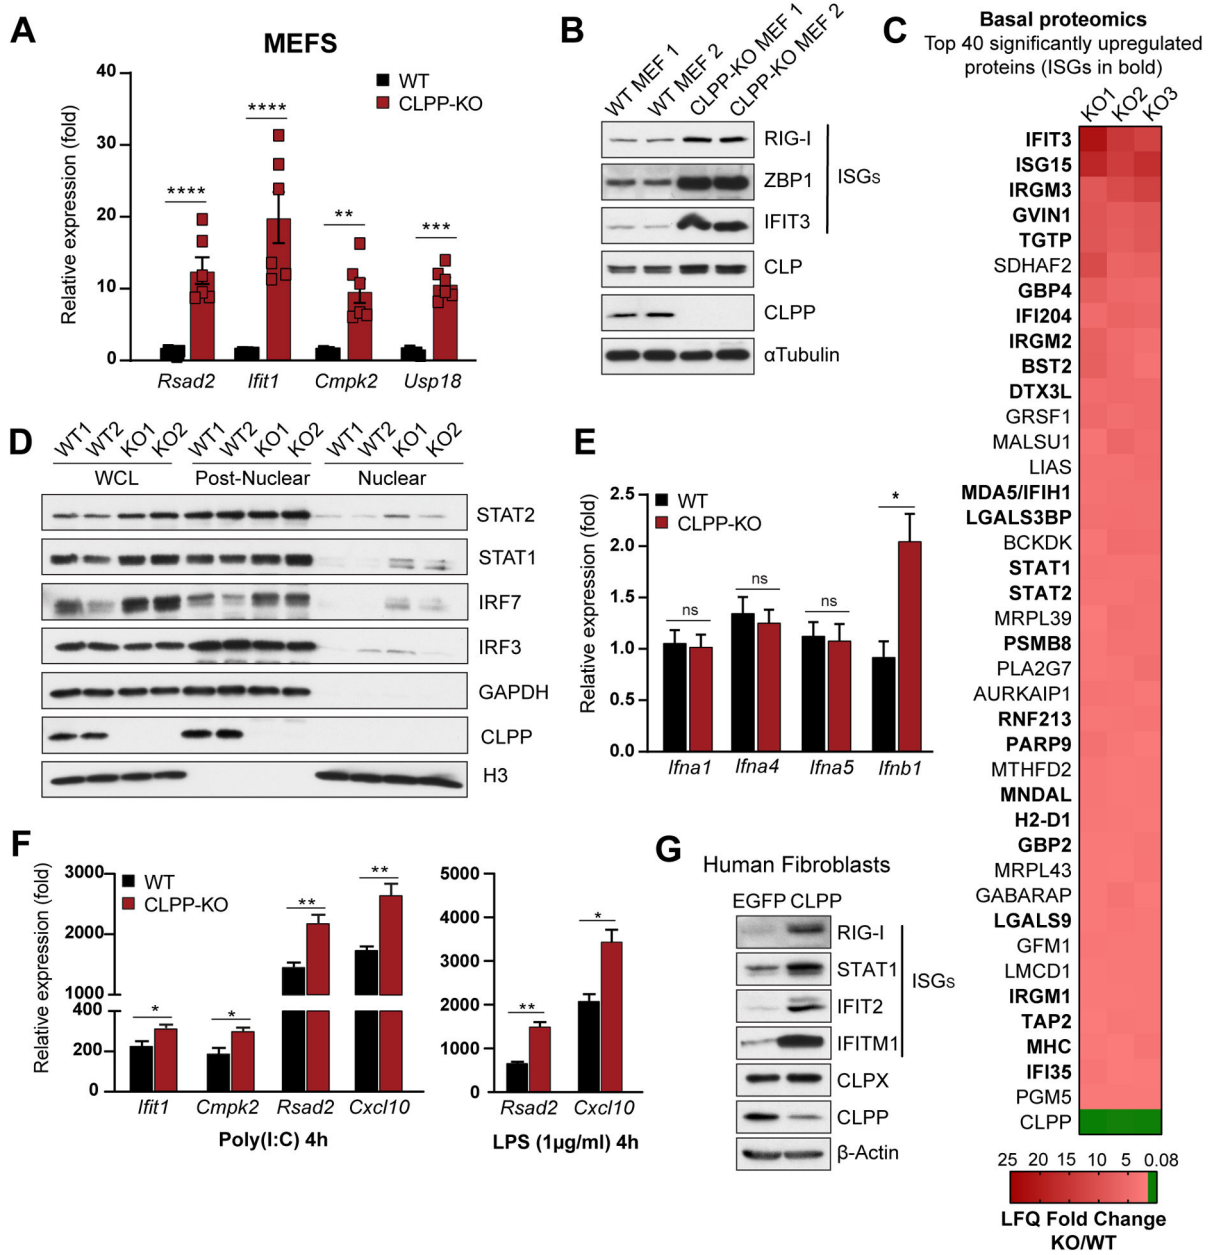 A
MEFS
WT
CLPP-KO
Relative expression (fold)
40
30
20
10
0
****
****
**
***
Rsad2 Ifit1 Cmpk2 Usp18
B
WT MEF 1
WT MEF 2
CLPP-KO MEF 1
CLPP-KO MEF 2
RIG-I
ZBP1
IFIT3
ISGs
CLP
CLPP
αTubulin
C
Basal proteomics
Top 40 significantly upregulated
proteins (ISGs in bold)
KO1 KO2 KO3
IFIT3
ISG15
IRGM3
GVIN1
TGTP
SDHAF2
GBP4
IFI204
IRGM2
BST2
DTX3L
GRSF1
MALSU1
LIAS
MDA5/IFIH1
LGALS3BP
BCKDK
STAT1
STAT2
MRPL39
PSMB8
PLA2G7
AURKAIP1
RNF213
PARP9
MTHFD2
MNDAL
H2-D1
GBP2
MRPL43
GABARAP
LGALS9
GFM1
LMCD1
IRGM1
TAP2
MHC
IFI35
PGM5
CLPP
25 20 15 10 5 0.08
LFQ Fold Change
KO/WT
D
WT1 WT2 KO1 KO2 WT1 WT2 KO1 KO2 WT1 WT2 KO1 KO2
WCL Post-Nuclear Nuclear
STAT2
STAT1
IRF7
IRF3
GAPDH
CLPP
H3
E
WT
CLPP-KO
Relative expression (fold)
2.5
2.0
1.5
1.0
0.5
0.0
ns
ns
ns
*
Ifna1 Ifna4 Ifna5 Ifnb1
F
WT
CLPP-KO
Relative expression (fold)
3000
2000
1000
400
200
0
*
*
**
**
Ifit1 Cmpk2 Rsad2 Cxcl10
Poly(I:C) 4h
5000
4000
3000
2000
1000
0
**
*
Rsad2 Cxcl10
LPS (1µg/ml) 4h
G
Human Fibroblasts
EGFP CLPP
RIG-I
STAT1
IFIT2
IFITM1
ISGs
CLPX
CLPP
β-Actin